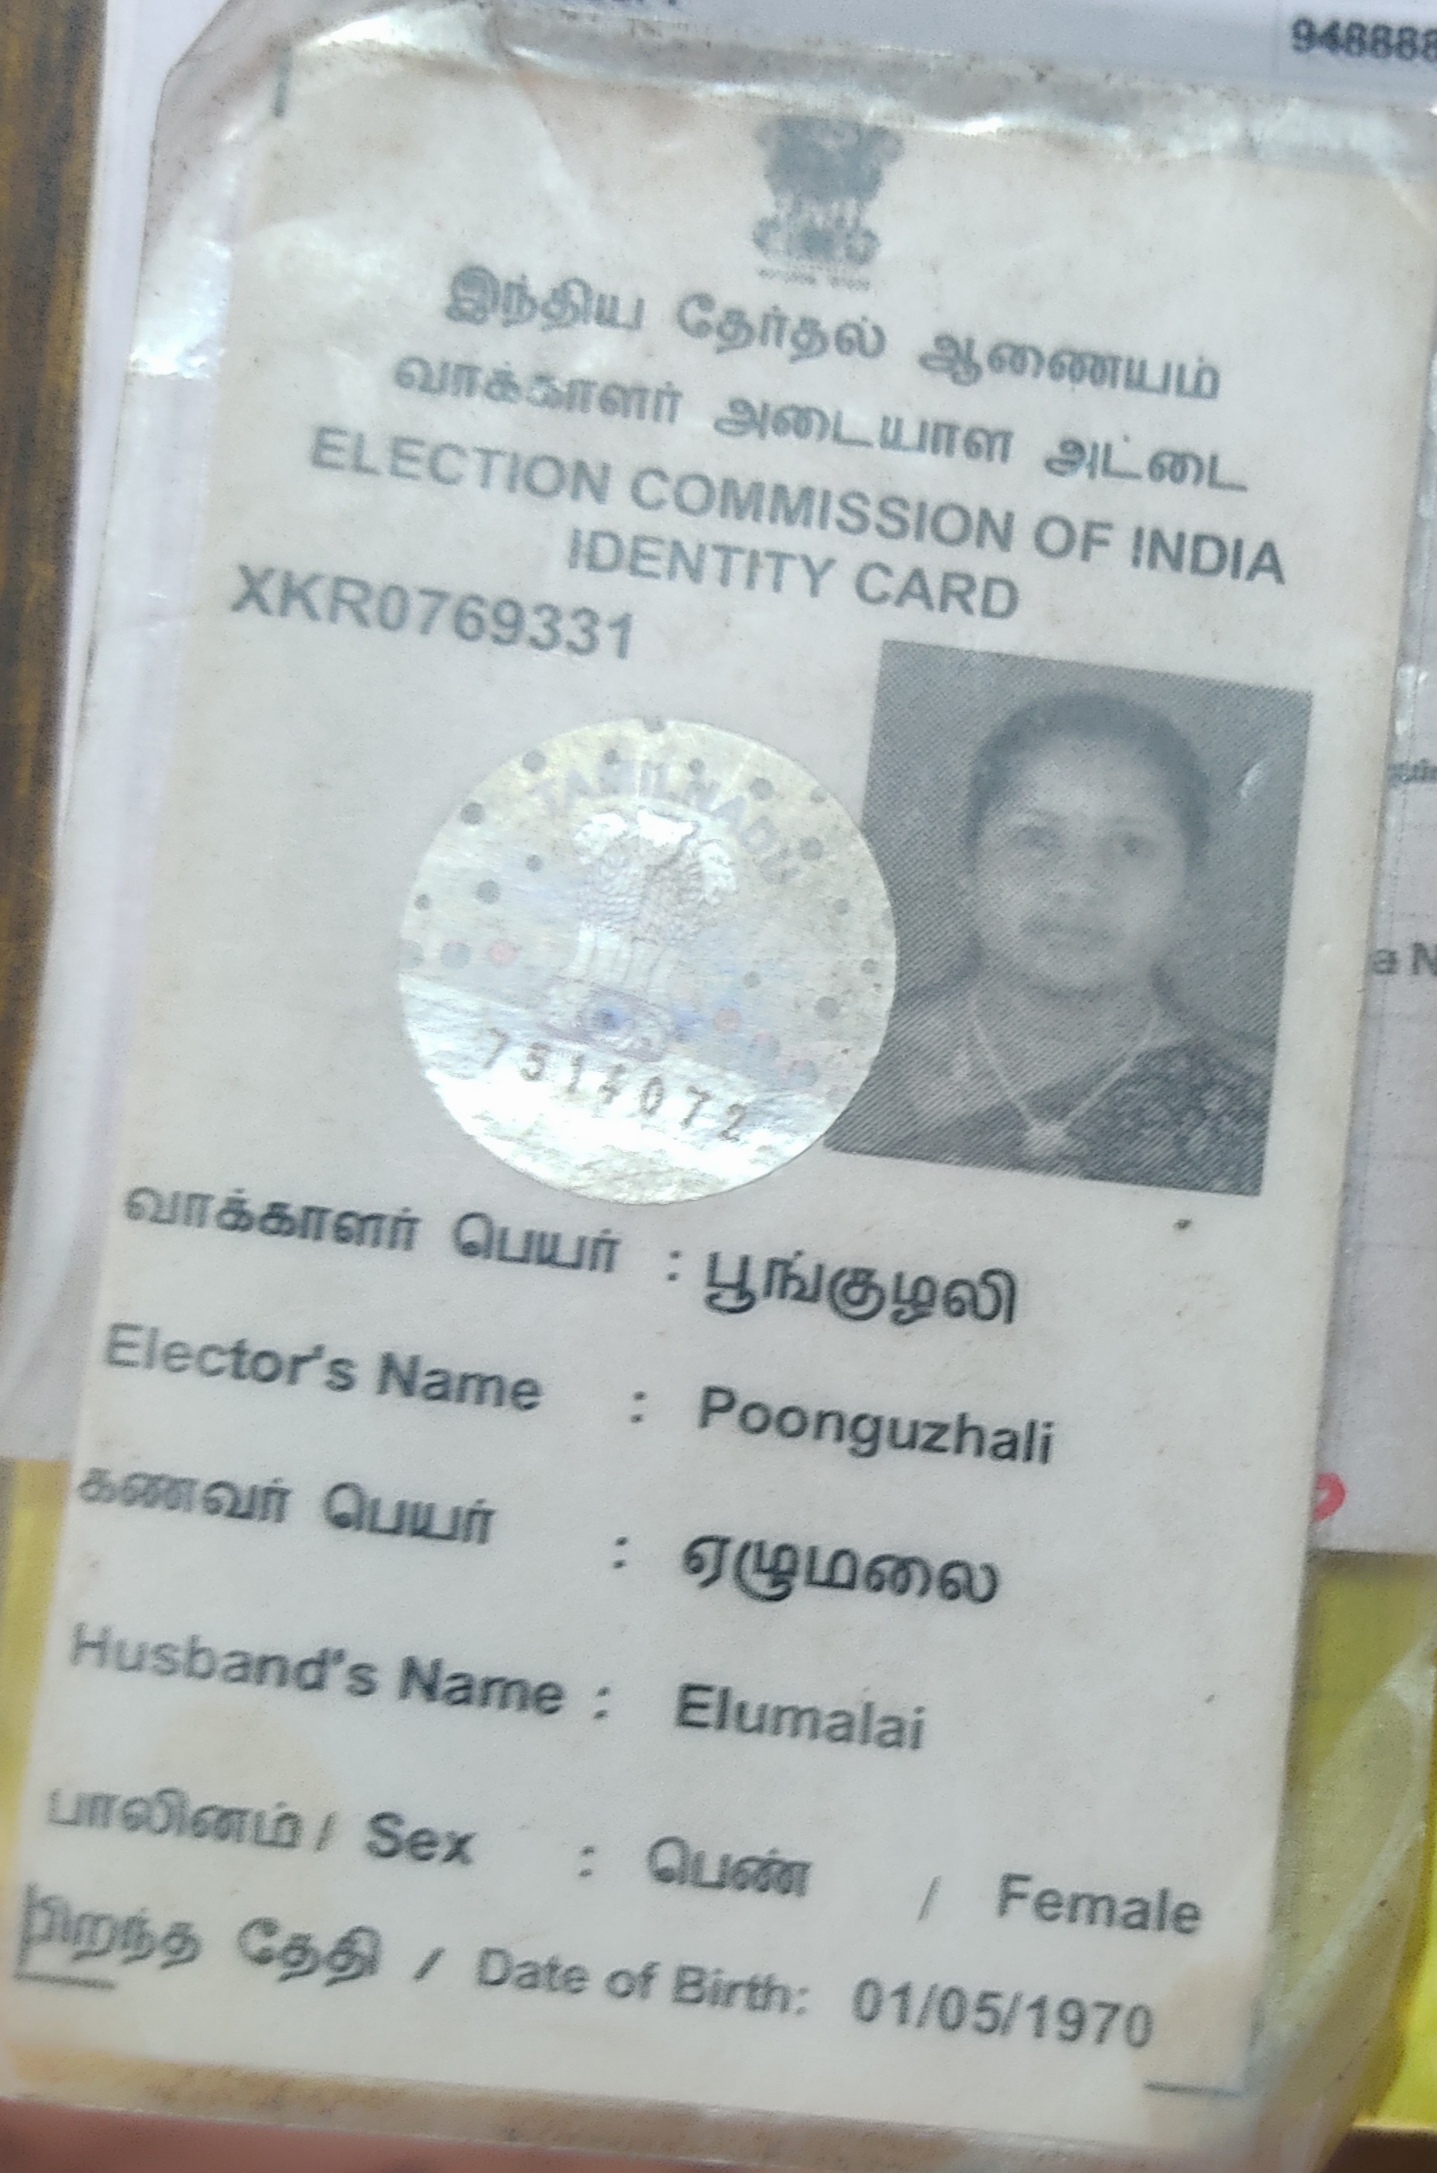 948888
இந்திய தேர்தல் ஆணையம்
வாக்காளர் அடையாள அட்டை
ELECTION COMMISSION OF INDIA
IDENTITY CARD
XKR0769331
TAMILNADU
7514072
வாக்காளர் பெயர் : பூங்குழலி
Elector's Name : Poonguzhali
கணவர் பெயர் : ஏழுமலை
Husband's Name : Elumalai
பாலினம் / Sex : பெண் / Female
பிறந்த தேதி / Date of Birth: 01/05/1970